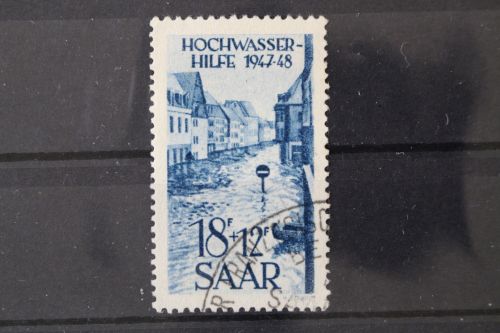 HOCHWASSER-
HILFE 1947-48
18F+12F
SAAR